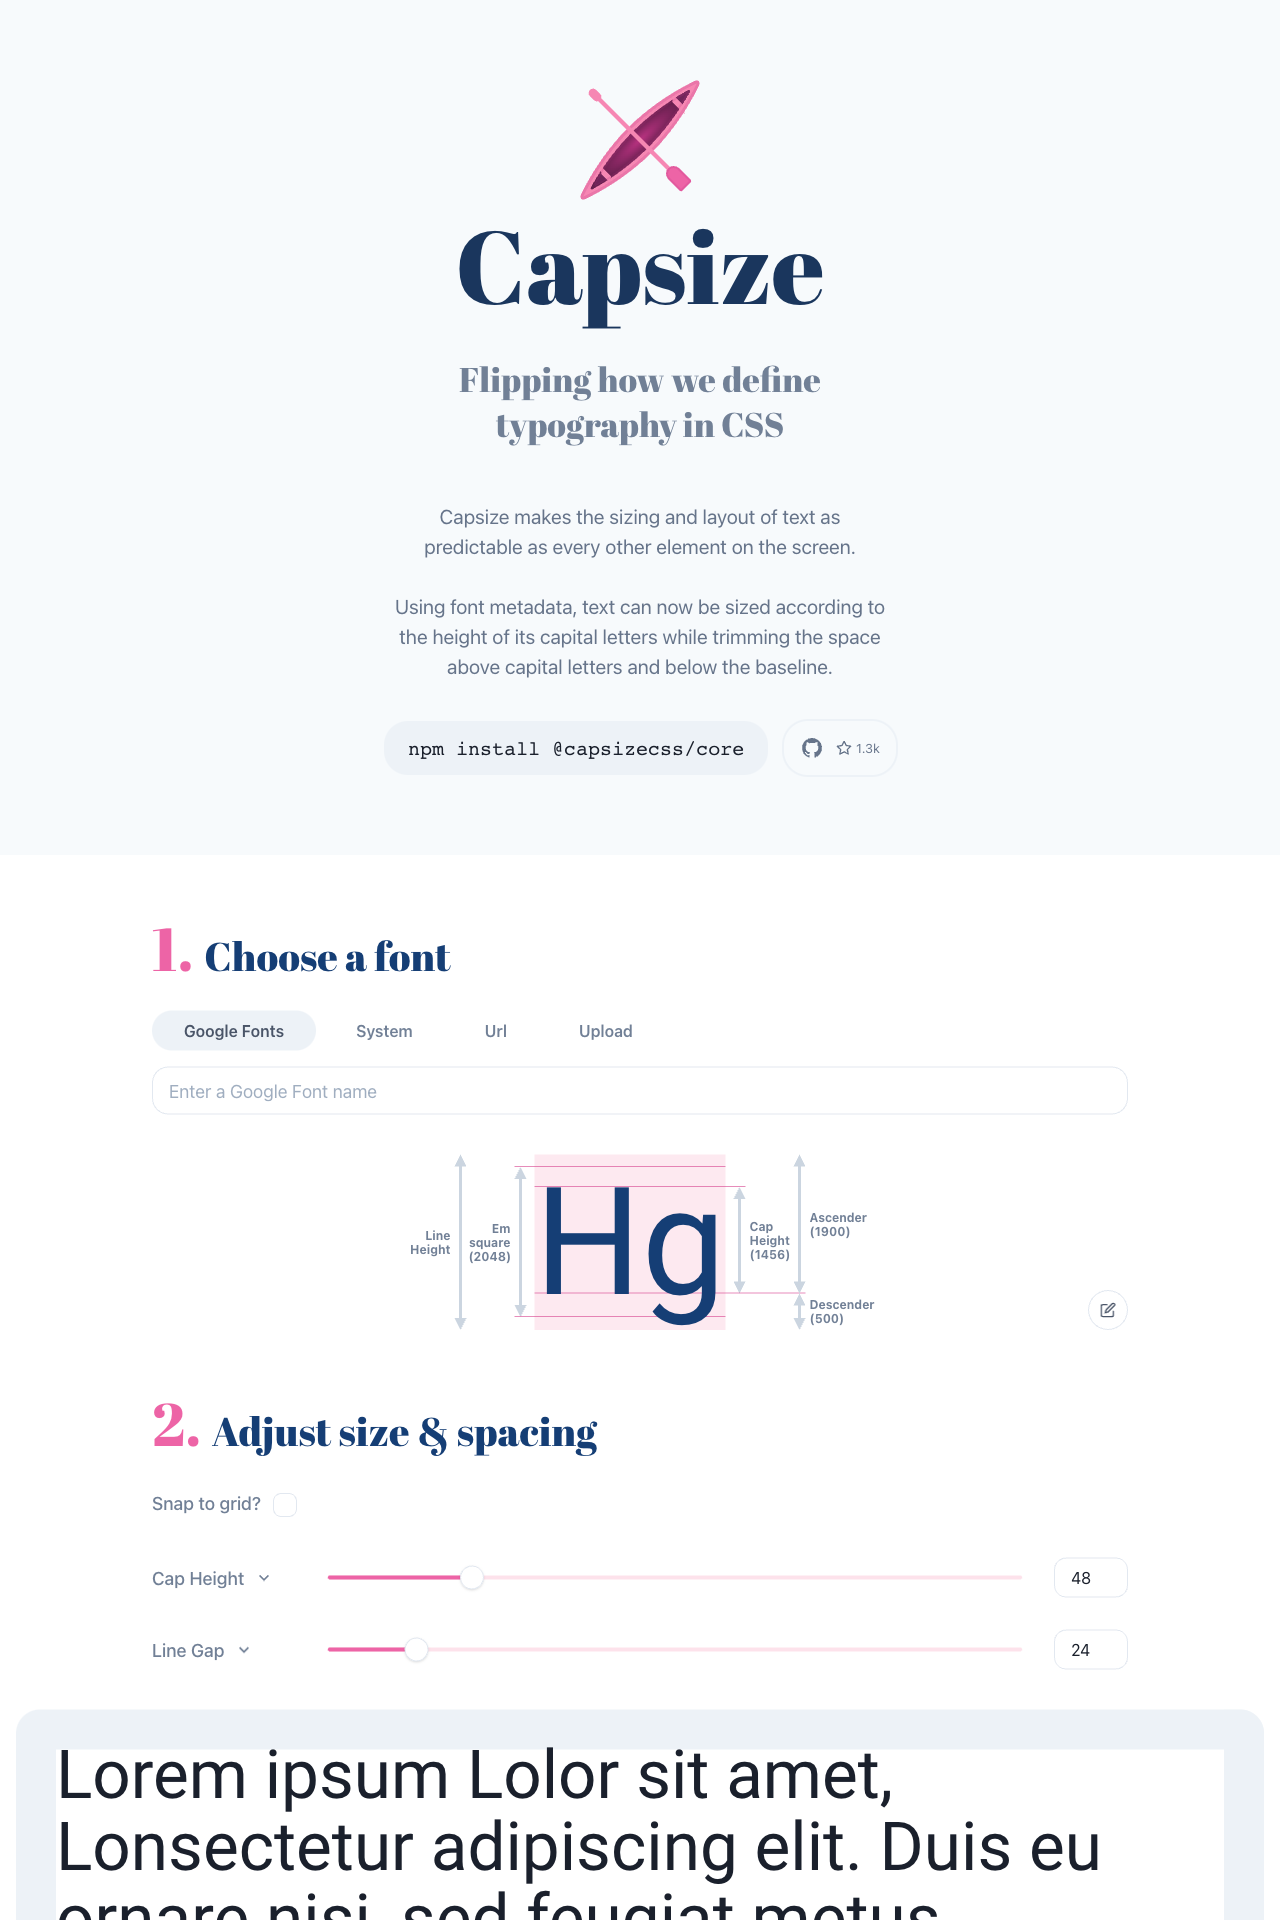 Capsize
Flipping how we define
typography in CSS
Capsize makes the sizing and layout of text as
predictable as every other element on the screen.
Using font metadata, text can now be sized according to
the height of its capital letters while trimming the space
above capital letters and below the baseline.
npm install @capsizecss/core
1.3k
1. Choose a font
Google Fonts System Url Upload
Enter a Google Font name
Line
Height
Em
square
(2048)
Hg
Cap
Height
(1456)
Ascender
(1900)
Descender
(500)
2. Adjust size & spacing
Snap to grid?
Cap Height 48
Line Gap 24
Lorem ipsum Lolor sit amet,
Lonsectetur adipiscing elit. Duis eu
ornare nisi, sed feugiat metus